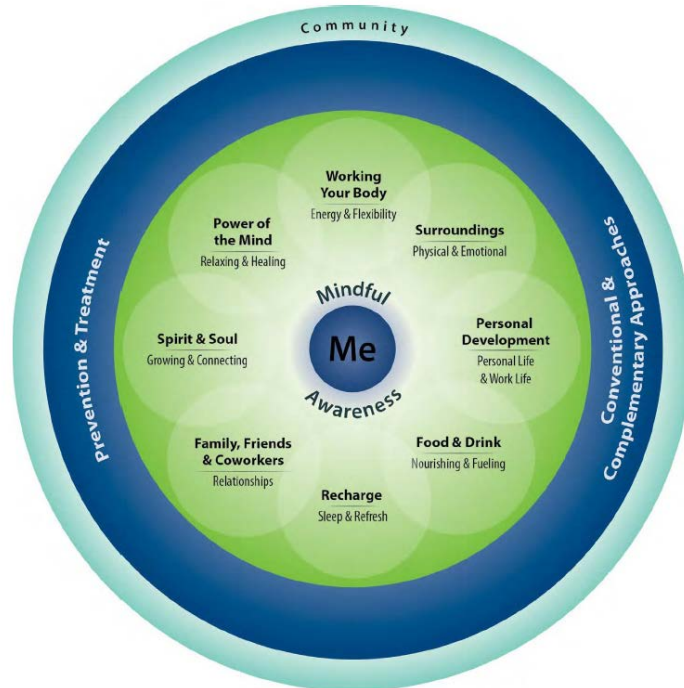 Community
Prevention & Treatment
Conventional &
Complementary Approaches
Working
Your Body
Energy & Flexibility
Surroundings
Physical & Emotional
Personal
Development
Personal Life
& Work Life
Food & Drink
Nourishing & Fueling
Recharge
Sleep & Refresh
Family, Friends
& Coworkers
Relationships
Spirit & Soul
Growing & Connecting
Power of
the Mind
Relaxing & Healing
Mindful
Me
Awareness